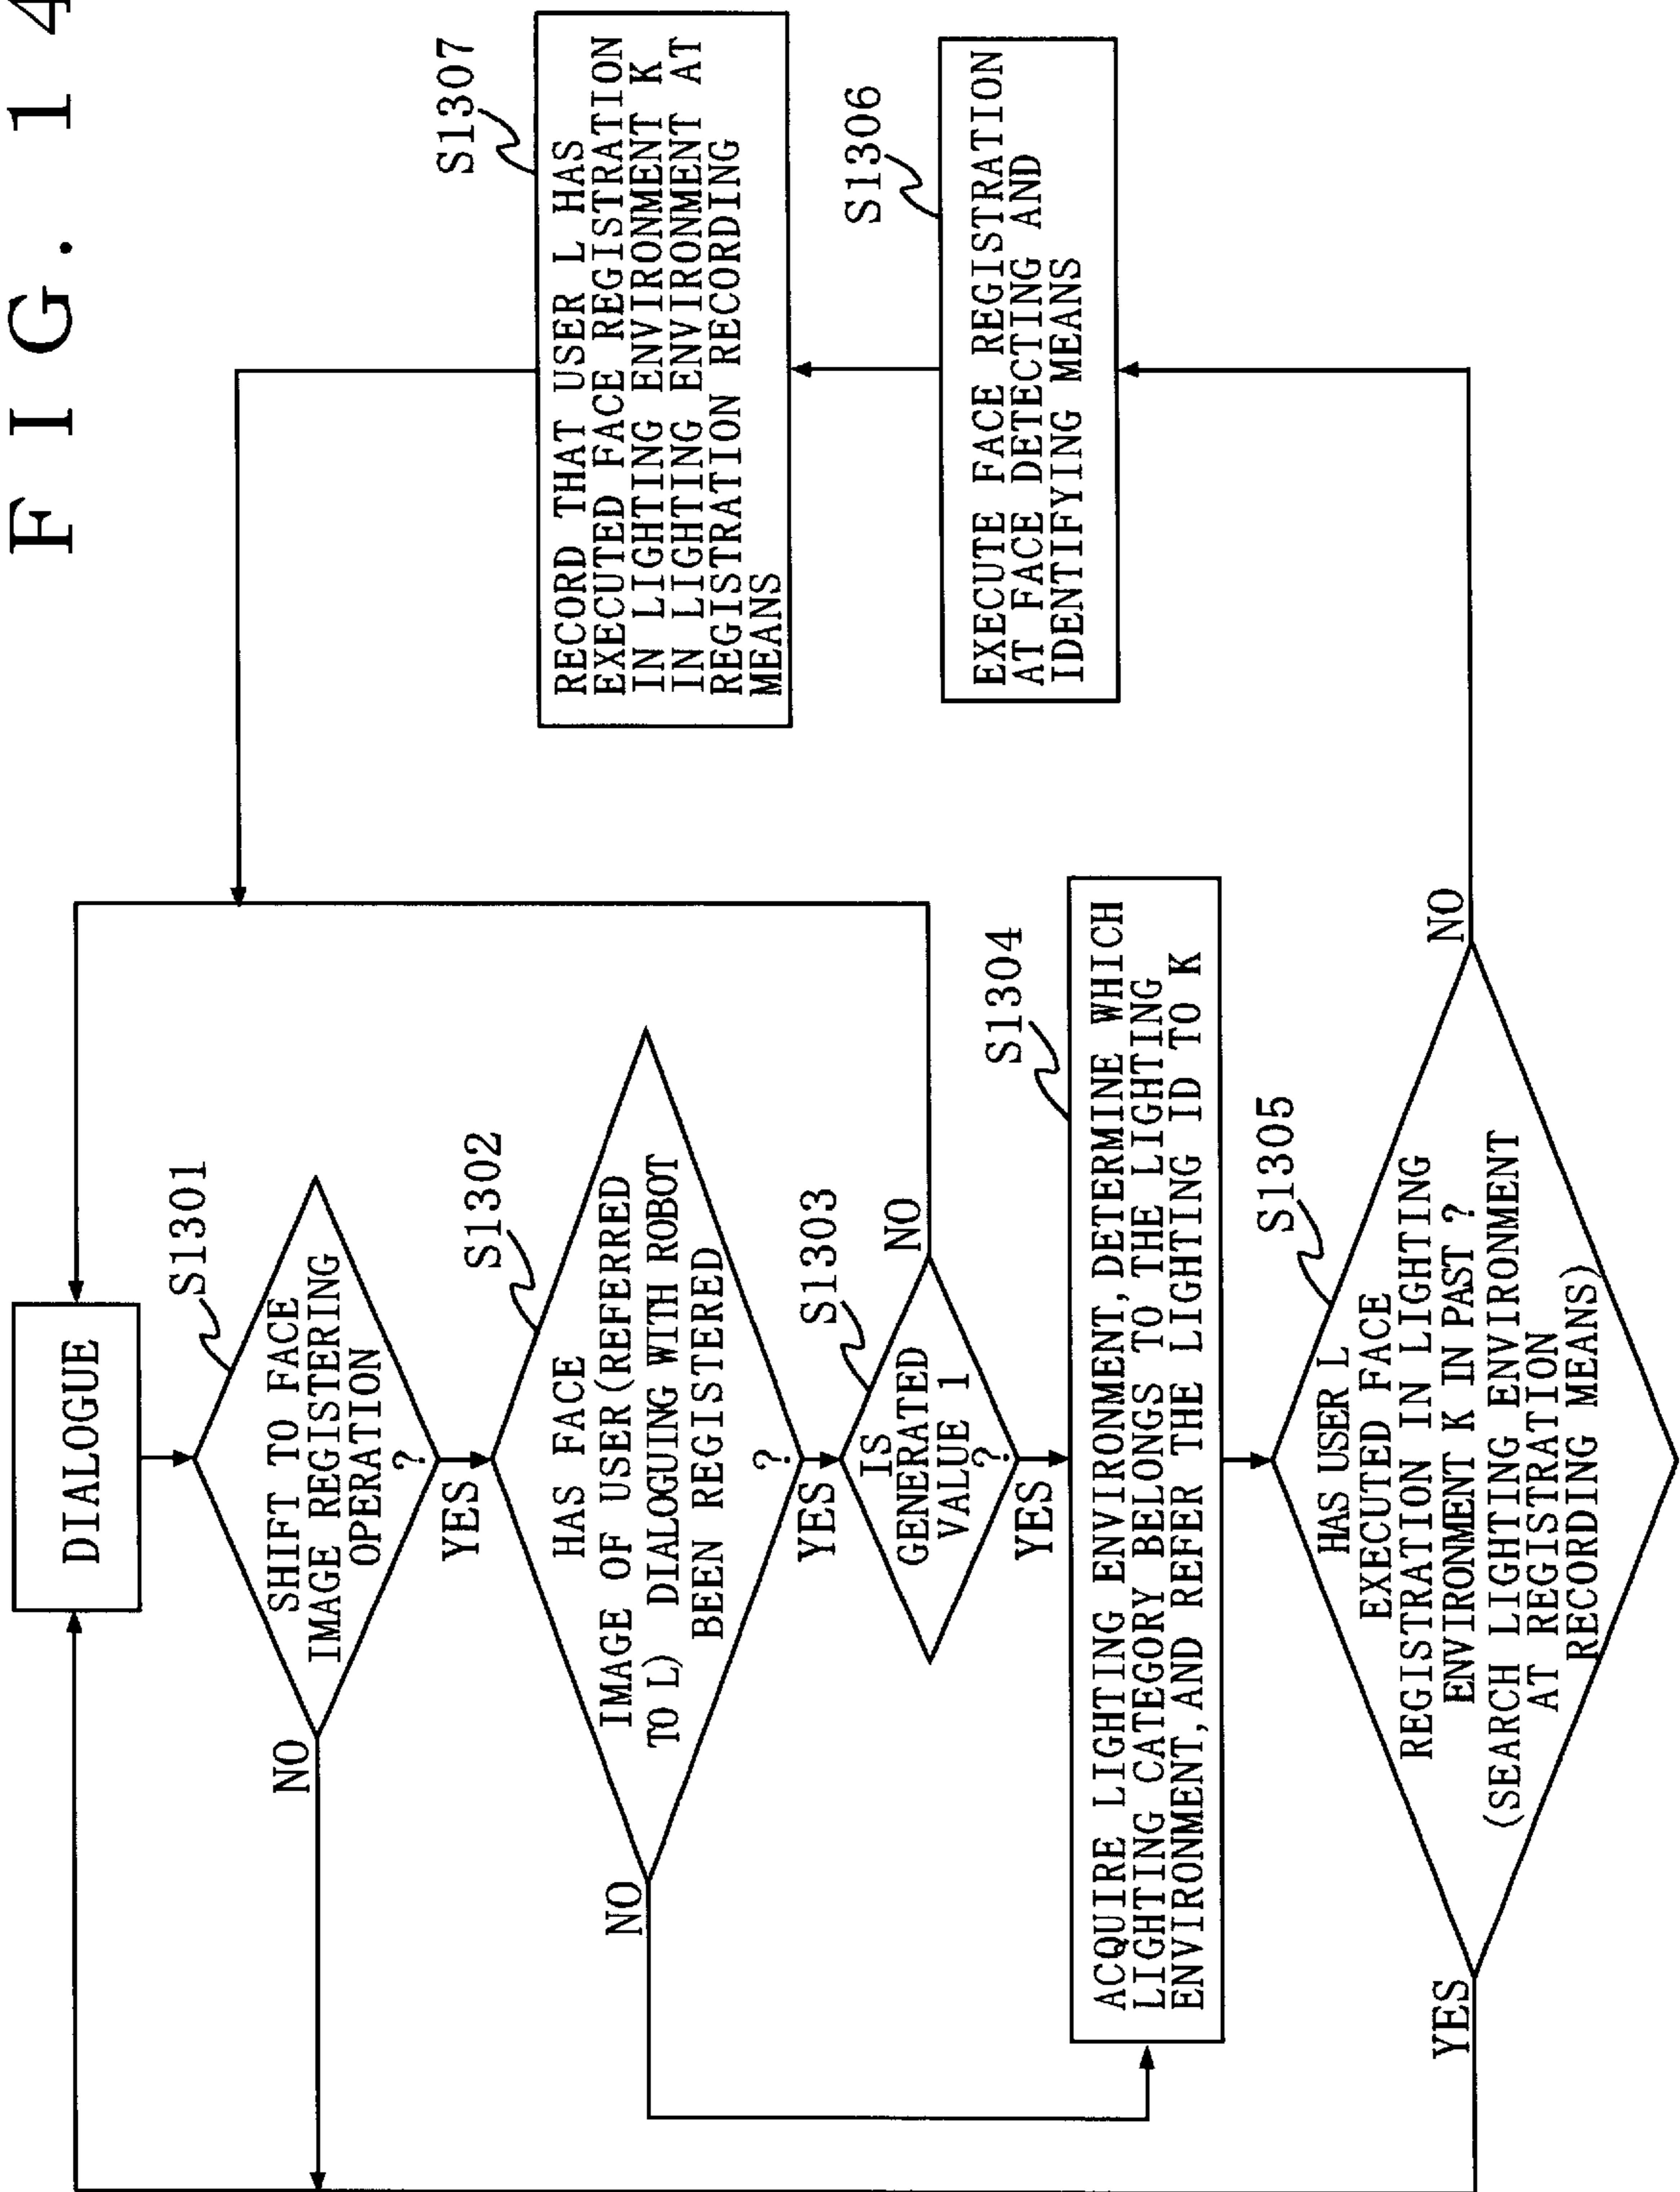 FIG. 14
DIALOGUE
S1301
SHIFT TO FACE
IMAGE REGISTERING
OPERATION
?
NO
YES
S1302
HAS FACE
IMAGE OF USER(REFERRED
TO L) DIALOGUING WITH ROBOT
BEEN REGISTERED
?
NO
YES
S1303
IS
GENERATED
VALUE 1
?
NO
YES
S1304
ACQUIRE LIGHTING ENVIRONMENT,DETERMINE WHICH
LIGHTING CATEGORY BELONGS TO THE LIGHTING
ENVIRONMENT,AND REFER THE LIGHTING ID TO K
S1305
HAS USER L
EXECUTED FACE
REGISTRATION IN LIGHTING
ENVIRONMENT K IN PAST ?
(SEARCH LIGHTING ENVIRONMENT
AT REGISTRATION
RECORDING MEANS)
YES
NO
S1306
EXECUTE FACE REGISTRATION
AT FACE DETECTING AND
IDENTIFYING MEANS
S1307
RECORD THAT USER L HAS
EXECUTED FACE REGISTRATION
IN LIGHTING ENVIRONMENT K
IN LIGHTING ENVIRONMENT AT
REGISTRATION RECORDING
MEANS